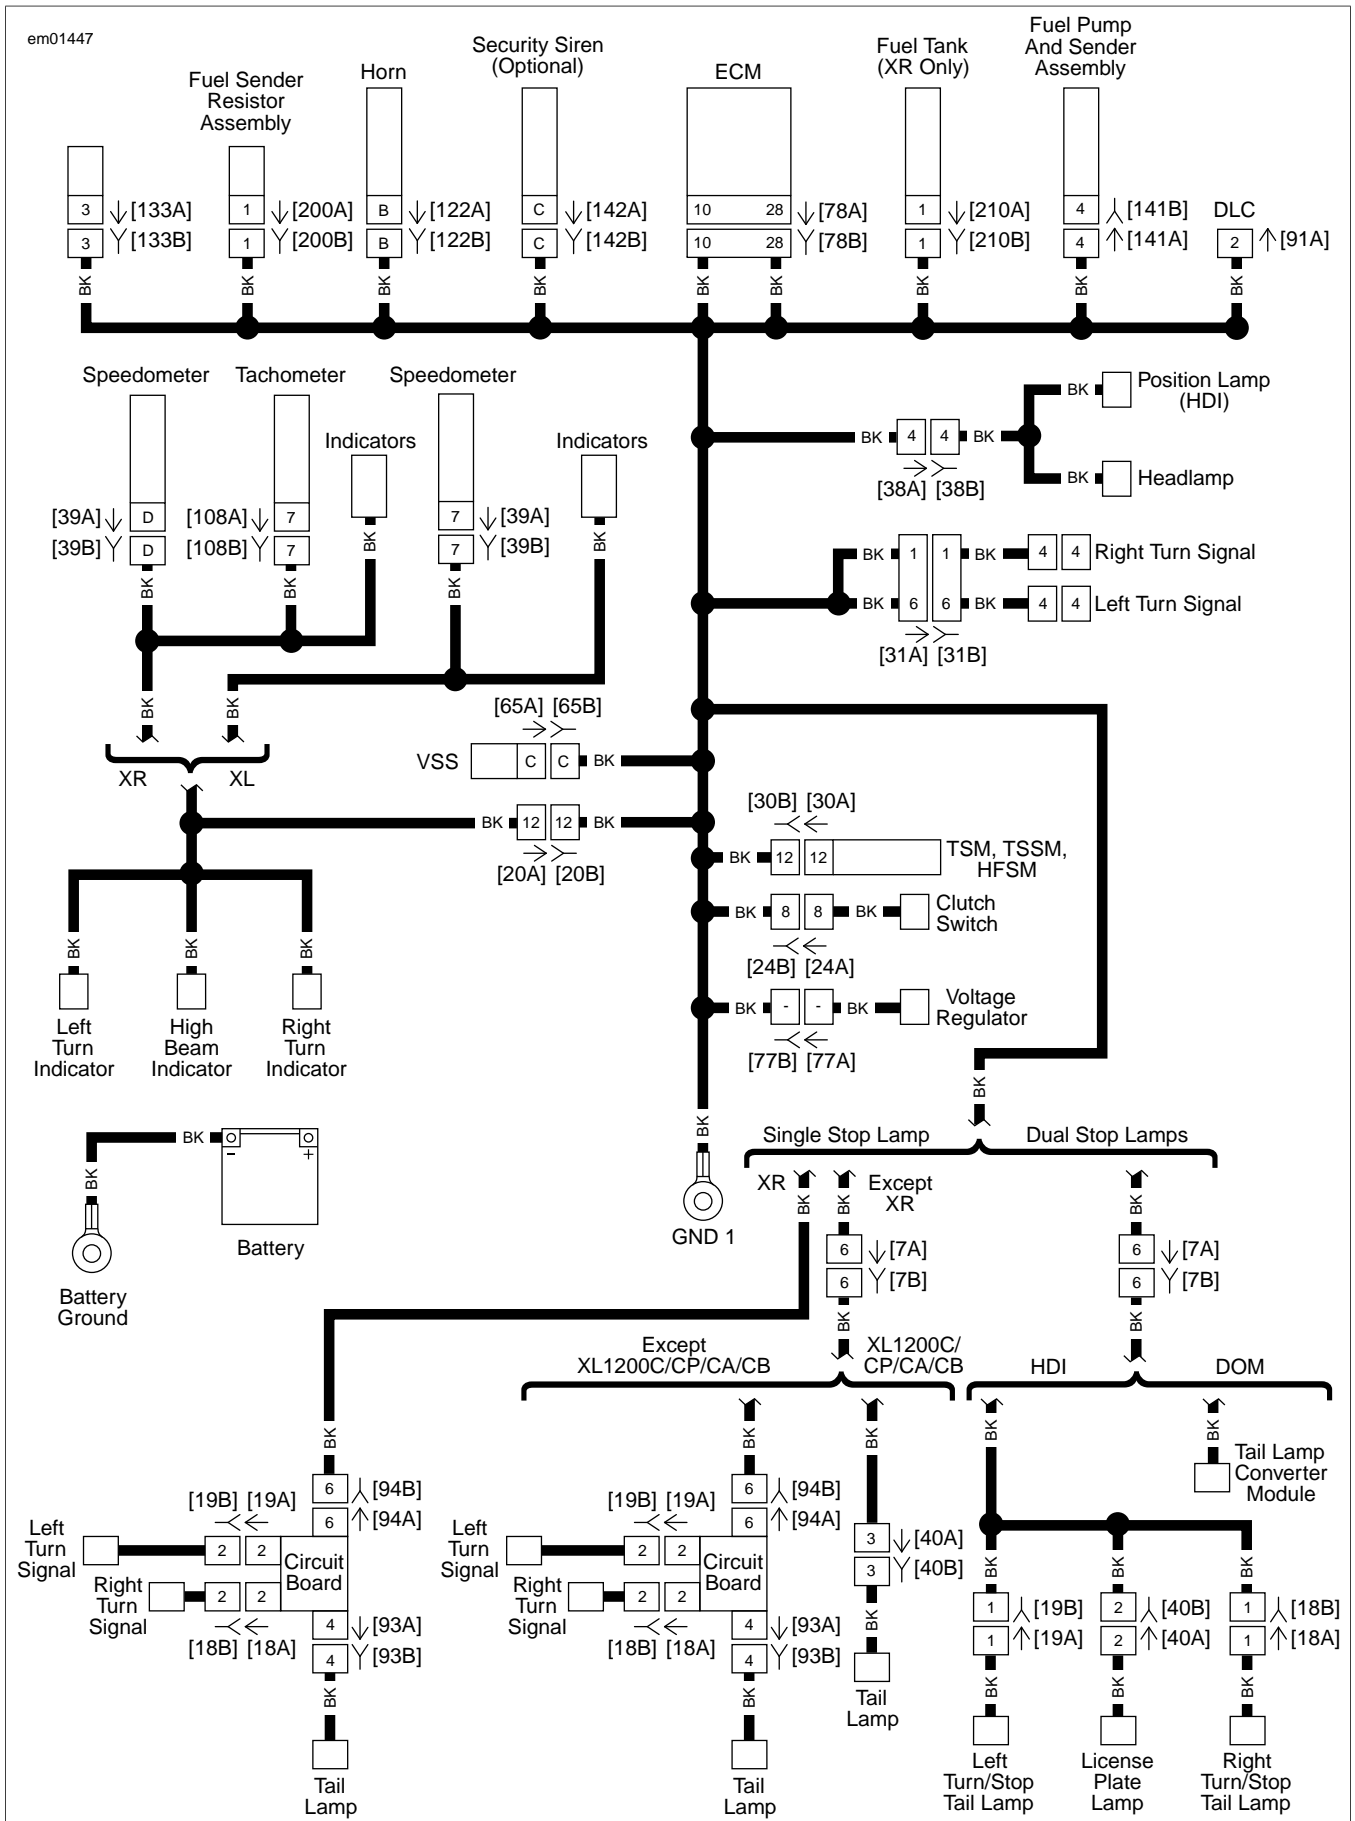 em01447
Fuel Sender
Resistor
Assembly
Horn
Security Siren
(Optional)
ECM
Fuel Tank
(XR Only)
Fuel Pump
And Sender
Assembly
3 [133A]
3 [133B]
1 [200A]
1 [200B]
B [122A]
B [122B]
C [142A]
C [142B]
10 28 [78A]
10 28 [78B]
1 [210A]
1 [210B]
4 [141B]
4 [141A]
DLC
2 [91A]
BK BK BK BK BK BK BK BK BK
Speedometer
Tachometer
Indicators
Speedometer
Indicators
[39A] D
[39B] D
[108A] 7
[108B] 7
7 [39A]
7 [39B]
BK BK BK BK BK
BK BK
XR XL
BK 4 4 BK
[38A] [38B]
BK Position Lamp
(HDI)
BK Headlamp
BK 1 1 BK 4 4 Right Turn Signal
BK 6 6 BK 4 4 Left Turn Signal
[31A] [31B]
[65A] [65B]
VSS C C BK
BK 12 12 BK
[20A] [20B]
[30B] [30A]
BK 12 12 TSM, TSSM,
HFSM
BK 8 8 BK Clutch
Switch
[24B] [24A]
BK - - BK Voltage
Regulator
[77B] [77A]
BK BK BK
Left
Turn
Indicator
High
Beam
Indicator
Right
Turn
Indicator
BK
BK
- +
Battery
Battery
Ground
BK
GND 1
BK
Single Stop Lamp
Dual Stop Lamps
XR
BK
BK
Except
XR
BK
6 [7A]
6 [7B]
BK
6 [7A]
6 [7B]
BK
Except
XL1200C/CP/CA/CB
XL1200C/
CP/CA/CB
HDI
DOM
BK
6 [94B]
6 [94A]
[19B] [19A]
Left
Turn
Signal
2 2
Circuit
Board
Right
Turn
Signal
2 2
[18B] [18A]
4 [93A]
4 [93B]
BK
Tail
Lamp
BK
6 [94B]
6 [94A]
[19B] [19A]
Left
Turn
Signal
2 2
Circuit
Board
Right
Turn
Signal
2 2
[18B] [18A]
4 [93A]
4 [93B]
BK
Tail
Lamp
BK
3 [40A]
3 [40B]
BK
Tail
Lamp
BK
BK
Tail Lamp
Converter
Module
BK BK BK
1 [19B]
1 [19A]
2 [40B]
2 [40A]
1 [18B]
1 [18A]
BK BK BK
Left
Turn/Stop
Tail Lamp
License
Plate
Lamp
Right
Turn/Stop
Tail Lamp